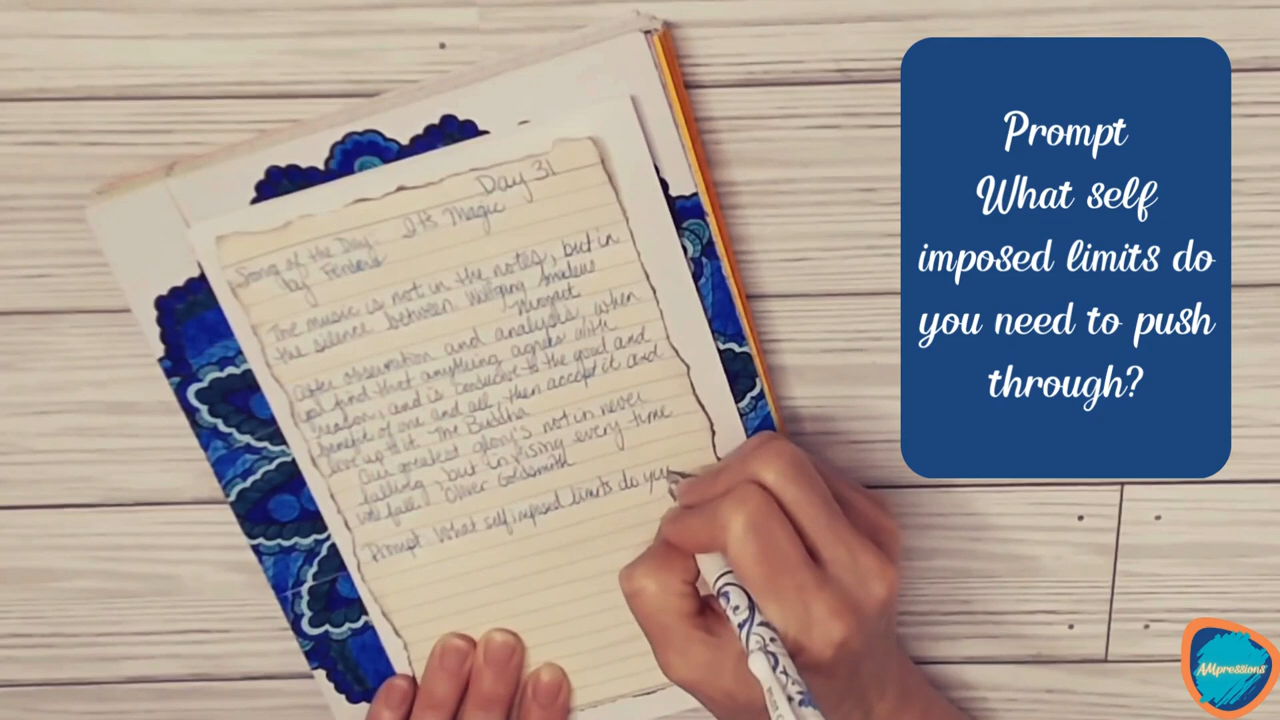 Day 31
Song of the Day: It's Magic
by Fenders
The music is not in the notes, but in
the silence between Wolfgang Amadeus
Mozart
After observation and analysis, when
you find that anything agrees with
reason, and is conducive to the good and
benefit of one and all, then accept it and
live up to it. The Buddha
Our greatest glory is not in never
falling, but in rising every time
we fall. Oliver Goldsmith
Prompt: What self imposed limits do you
Prompt
What self
imposed limits do
you need to push
through?
AMpressions